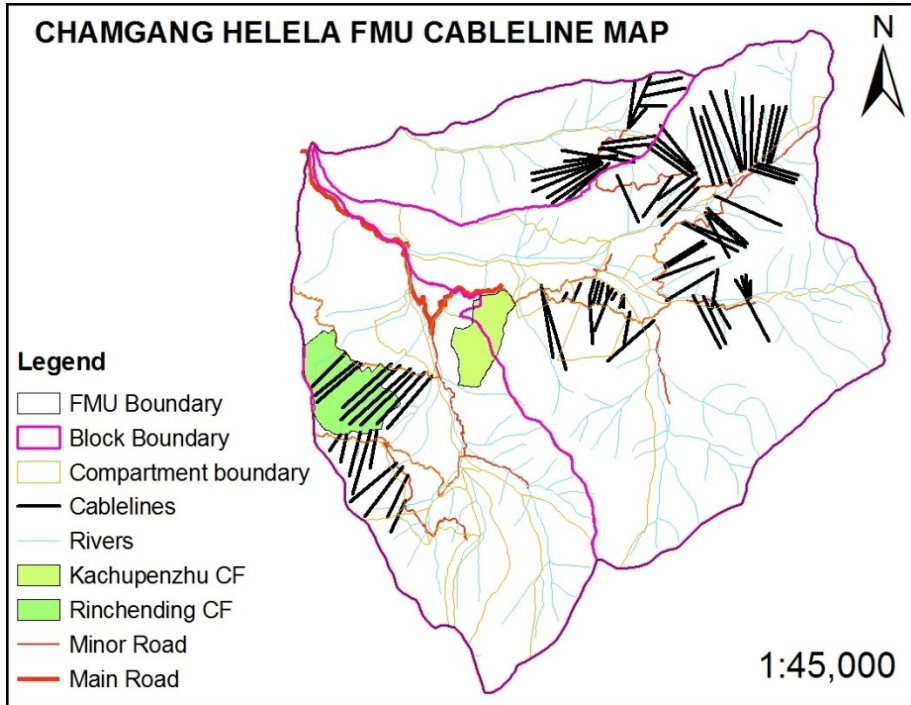 CHAMGANG HELELA FMU CABLELINE MAP
N
Legend
FMU Boundary
Block Boundary
Compartment boundary
Cablelines
Rivers
Kachupenzhu CF
Rinchending CF
Minor Road
Main Road
1:45,000